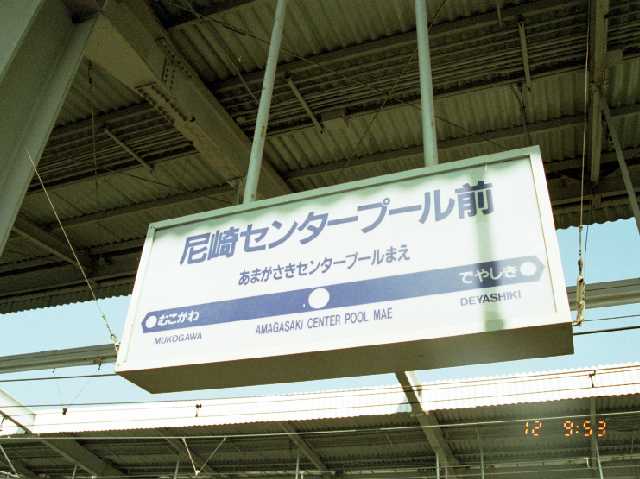 尼崎センタープール前
あまがさきセンタープールまえ
むこがわ
でやしき
MUKOGAWA
AMAGASAKI CENTER POOL MAE
DEYASHIKI
12 9:53